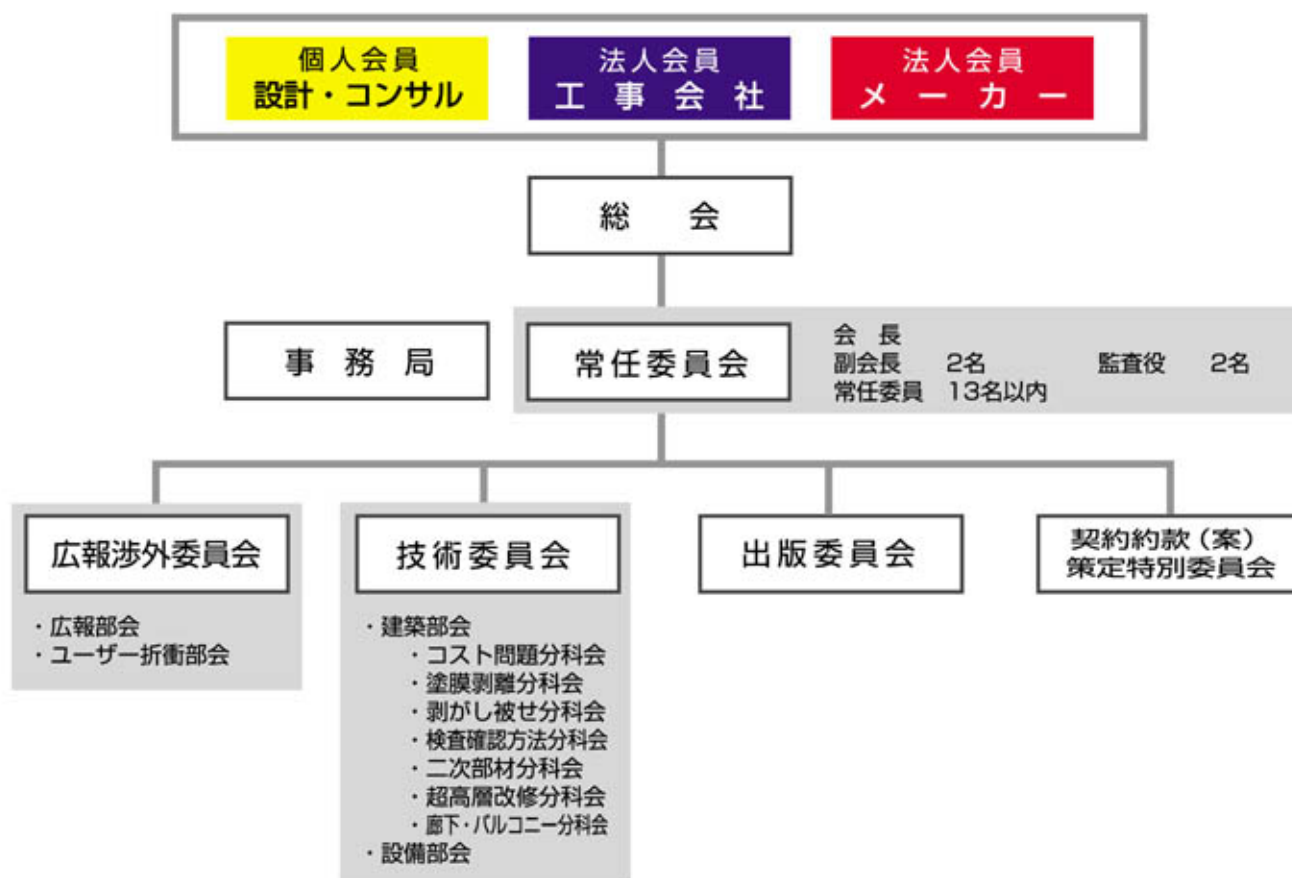 個人会員
設計・コンサル
法人会員
工事会社
法人会員
メーカー
総会
事務局
常任委員会
会長
副会長 2名 監査役 2名
常任委員 13名以内
広報渉外委員会
・広報部会
・ユーザー折衝部会
技術委員会
・建築部会
・コスト問題分科会
・塗膜剥離分科会
・剥がし被せ分科会
・検査確認方法分科会
・二次部材分科会
・超高層改修分科会
・廊下・バルコニー分科会
・設備部会
出版委員会
契約約款（案）
策定特別委員会